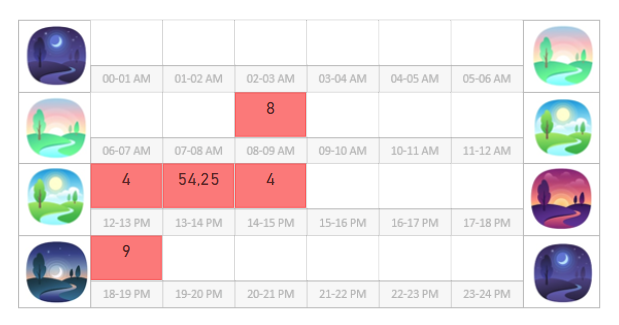 00-01 AM 01-02 AM 02-03 AM 03-04 AM 04-05 AM 05-06 AM
8
06-07 AM 07-08 AM 08-09 AM 09-10 AM 10-11 AM 11-12 AM
4 54,25 4
12-13 PM 13-14 PM 14-15 PM 15-16 PM 16-17 PM 17-18 PM
9
18-19 PM 19-20 PM 20-21 PM 21-22 PM 22-23 PM 23-24 PM